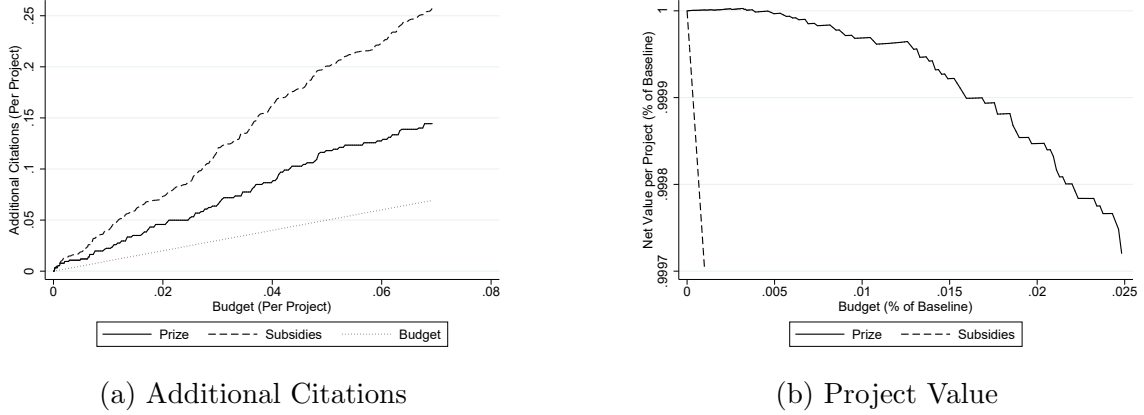 Additional Citations (Per Project)
.25
.2
.15
.1
.05
0
0
.02
.04
.06
.08
Budget (Per Project)
Prize
Subsidies
Budget
(a) Additional Citations
Net Value per Project (% of Baseline)
1
.9999
.9998
.9997
0
.005
.01
.015
.02
.025
Budget (% of Baseline)
Prize
Subsidies
(b) Project Value